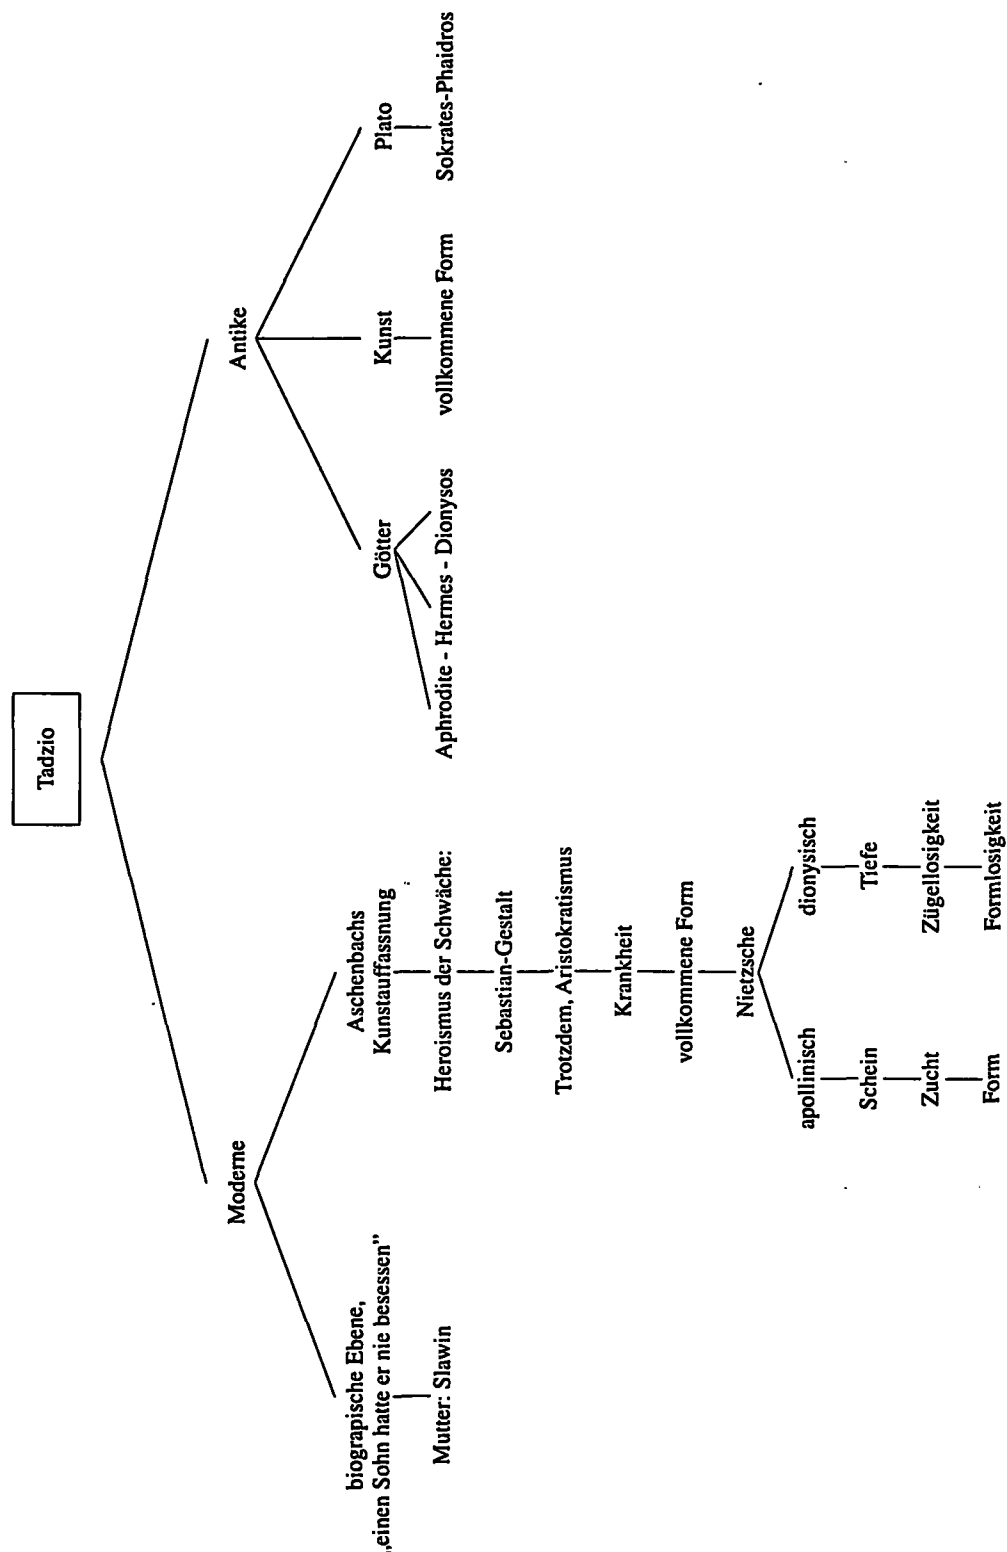 Tadzio
Moderne
Antike
biograpische Ebene,
„einen Sohn hatte er nie besessen”
Mutter: Slawin
Aschenbachs
Kunstauffassnung
Heroismus der Schwäche:
Sebastian-Gestalt
Trotzdem, Aristokratismus
Krankheit
vollkommene Form
Nietzsche
apollinisch
Schein
Zucht
Form
dionysisch
Tiefe
Zügellosigkeit
Formlosigkeit
Götter
Aphrodite - Hermes - Dionysos
Kunst
vollkommene Form
Plato
Sokrates-Phaidros